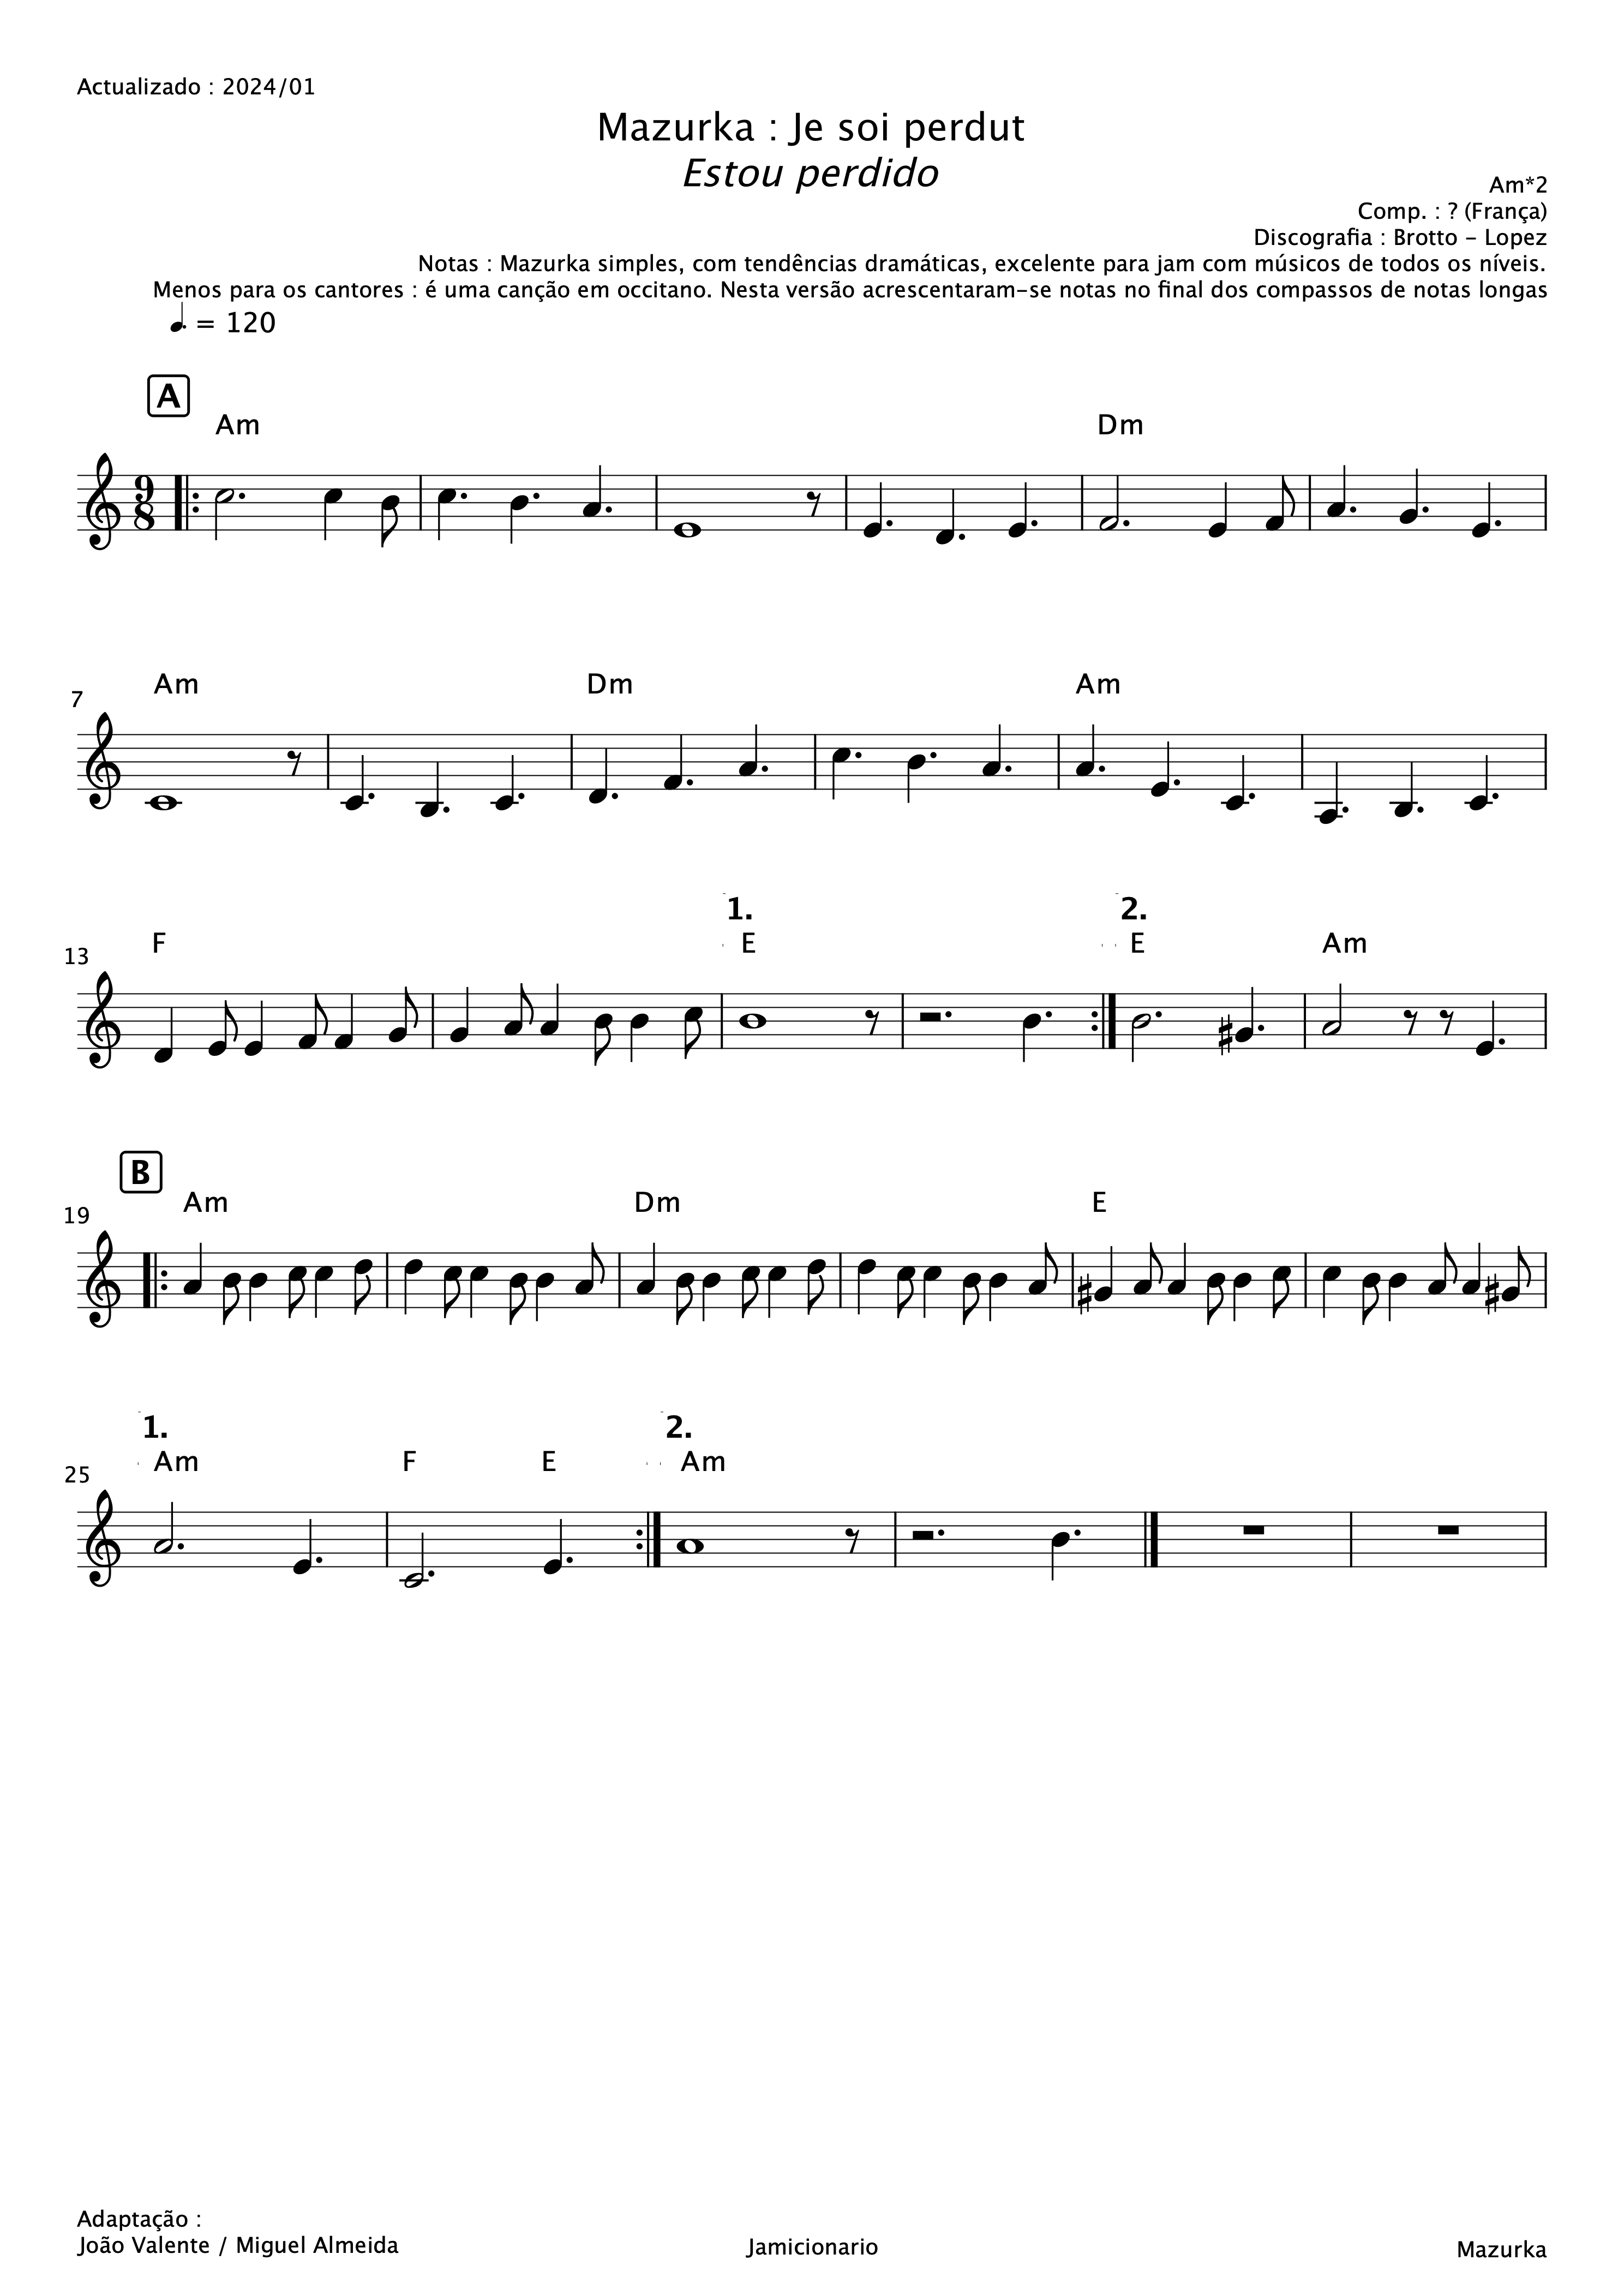 Actualizado : 2024/01
Mazurka : Je soi perdut
Estou perdido
Am*2
Comp. : ? (França)
Discografia : Brotto - Lopez
Notas : Mazurka simples, com tendências dramáticas, excelente para jam com músicos de todos os níveis.
Menos para os cantores : é uma canção em occitano. Nesta versão acrescentaram-se notas no final dos compassos de notas longas
= 120
A
Am Dm
9
8
Am Dm Am
7
1. 2.
F E E Am
13
B
Am Dm E
19
1. 2.
Am F E Am
25
Adaptação :
João Valente / Miguel Almeida
Jamicionario
Mazurka